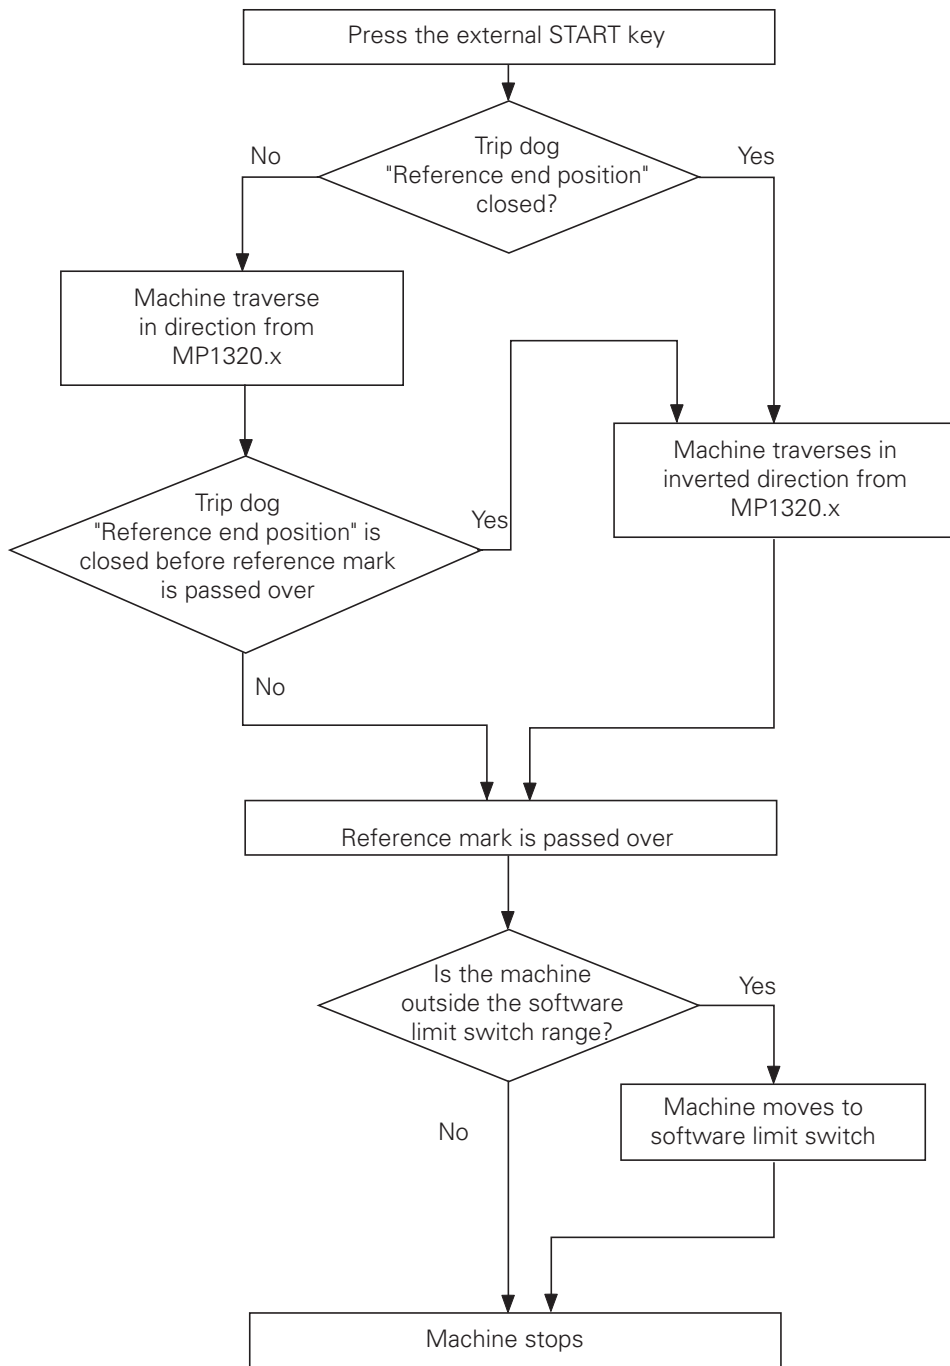 Press the external START key
Trip dog
"Reference end position"
closed?
No
Yes
Machine traverse
in direction from
MP1320.x
Machine traverses in
inverted direction from
MP1320.x
Trip dog
"Reference end position" is
closed before reference mark
is passed over
Yes
No
Reference mark is passed over
Is the machine
outside the software
limit switch range?
Yes
No
Machine moves to
software limit switch
Machine stops